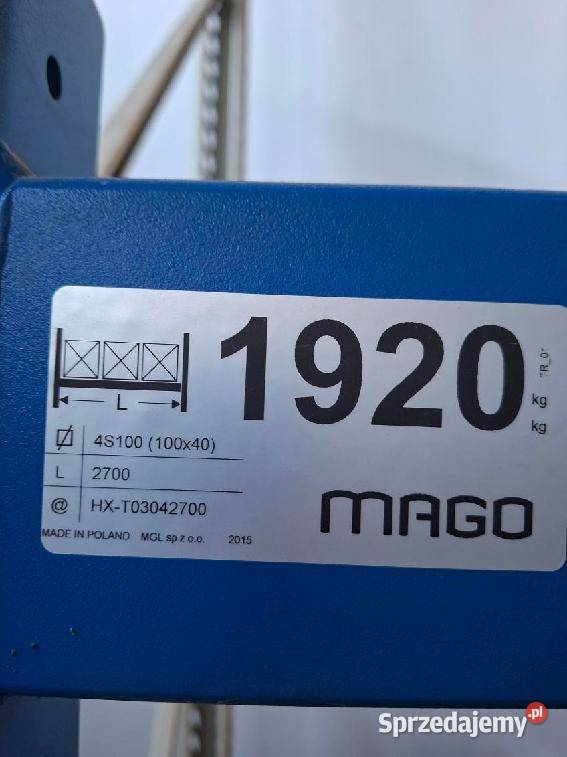 1920
kg
kg
"R_0"
L
4S100 (100x40)
L 2700
@ HX-T03042700
MAGO
MADE IN POLAND MGL sp z o.o. 2015
Sprzedajemy.pl